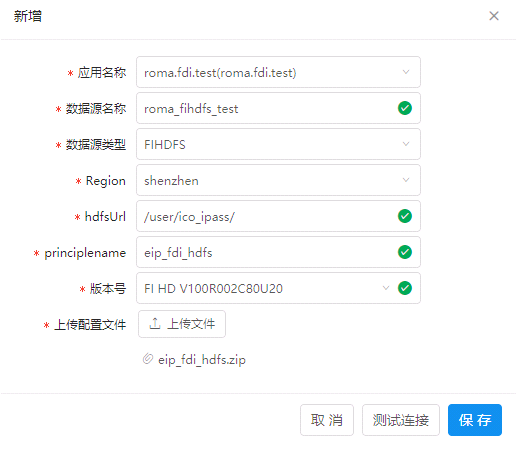 新增
* 应用名称 roma.fdi.test(roma.fdi.test)
* 数据源名称 roma_fihdfs_test
* 数据源类型 FIHDFS
* Region shenzhen
* hdfsUrl /user/ico_ipass/
* principlename eip_fdi_hdfs
* 版本号 FI HD V100R002C80U20
* 上传配置文件 上传文件
eip_fdi_hdfs.zip
取 消 测试连接 保 存